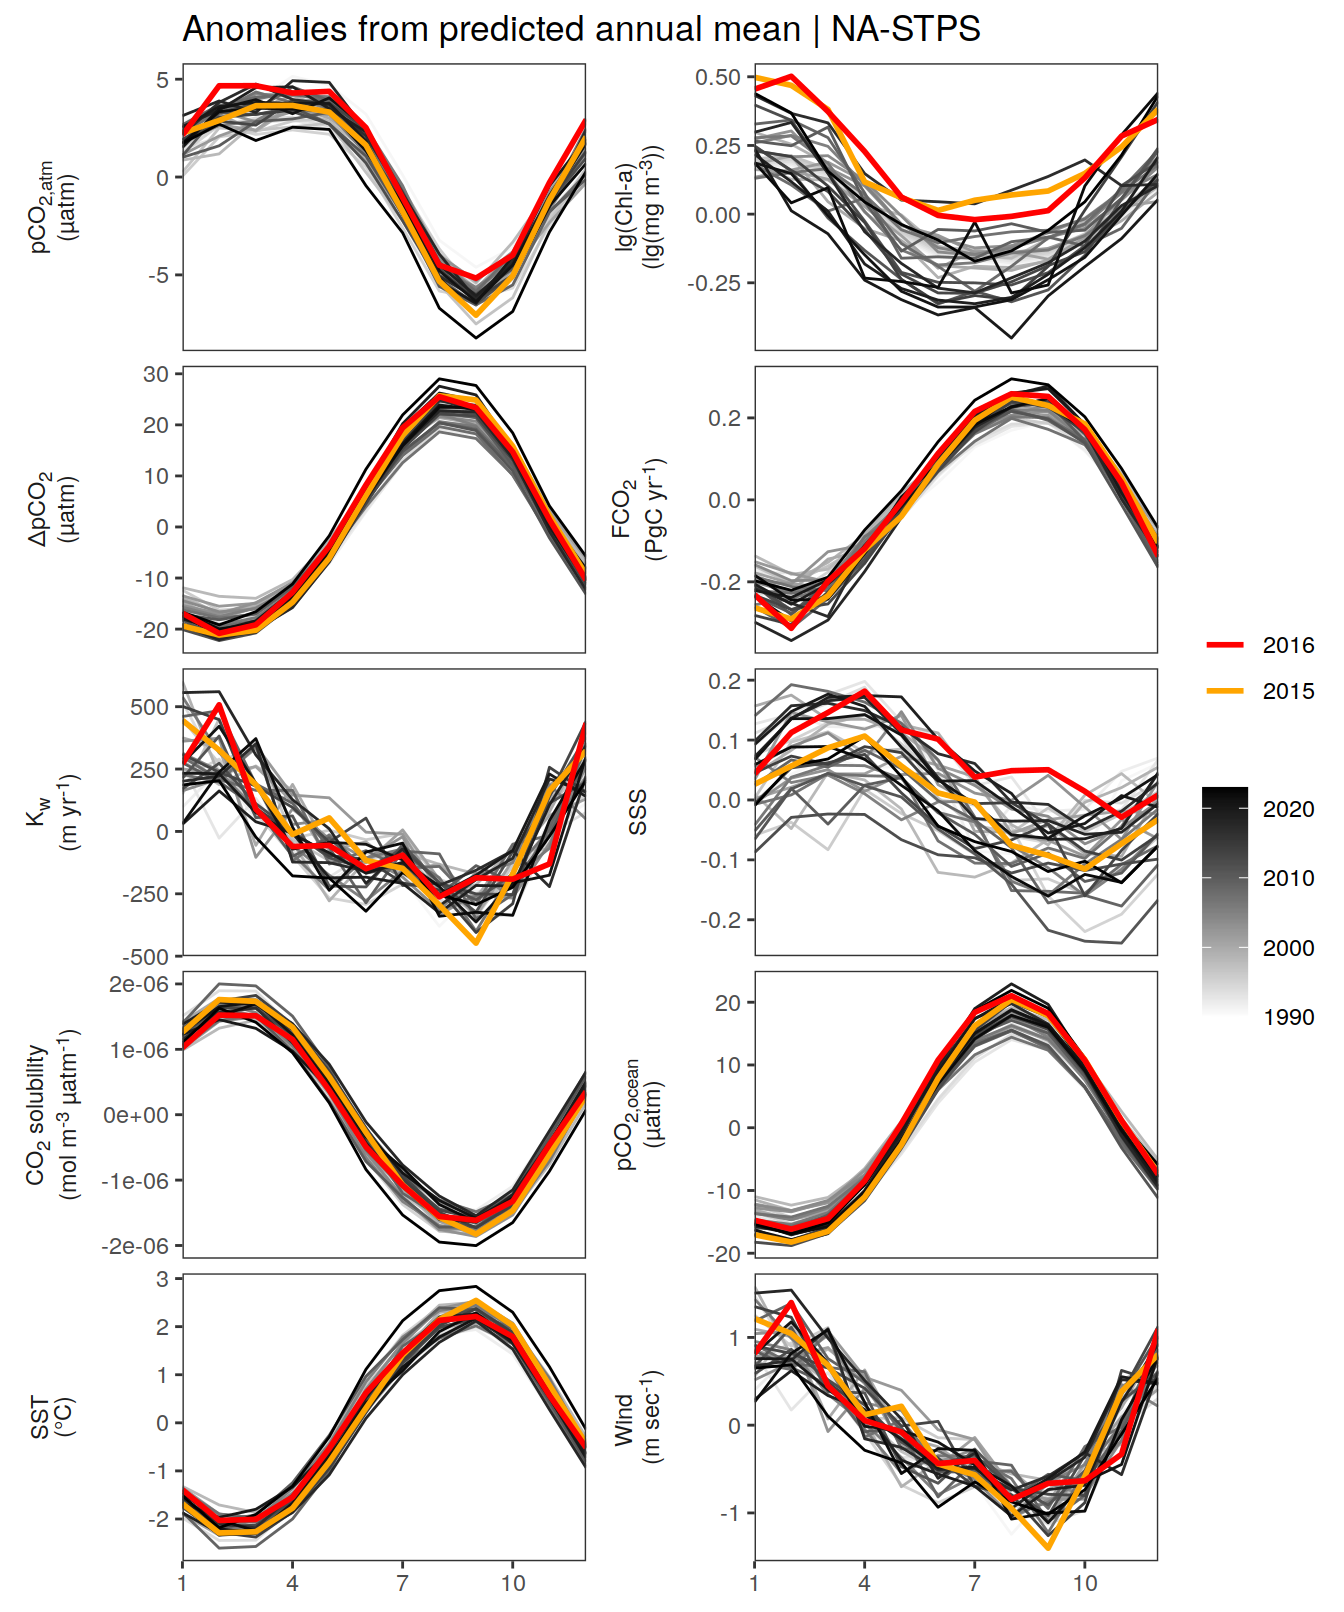 Anomalies from predicted annual mean | NA-STPS
pCO2,atm
(µatm)
5
0
-5
lg(Chl-a)
(lg(mg m-3))
0.50
0.25
0.00
-0.25
ΔpCO2
(µatm)
30
20
10
0
-10
-20
FCO2
(PgC yr-1)
0.2
0.0
-0.2
Kw
(m yr-1)
500
250
0
-250
-500
SSS
0.2
0.1
0.0
-0.1
-0.2
CO2 solubility
(mol m-3 µatm-1)
2e-06
1e-06
0e+00
-1e-06
-2e-06
pCO2,ocean
(µatm)
20
10
0
-10
-20
SST
(°C)
3
2
1
0
-1
-2
1 4 7 10
Wind
(m sec-1)
1
0
-1
1 4 7 10
2016
2015
2020
2010
2000
1990